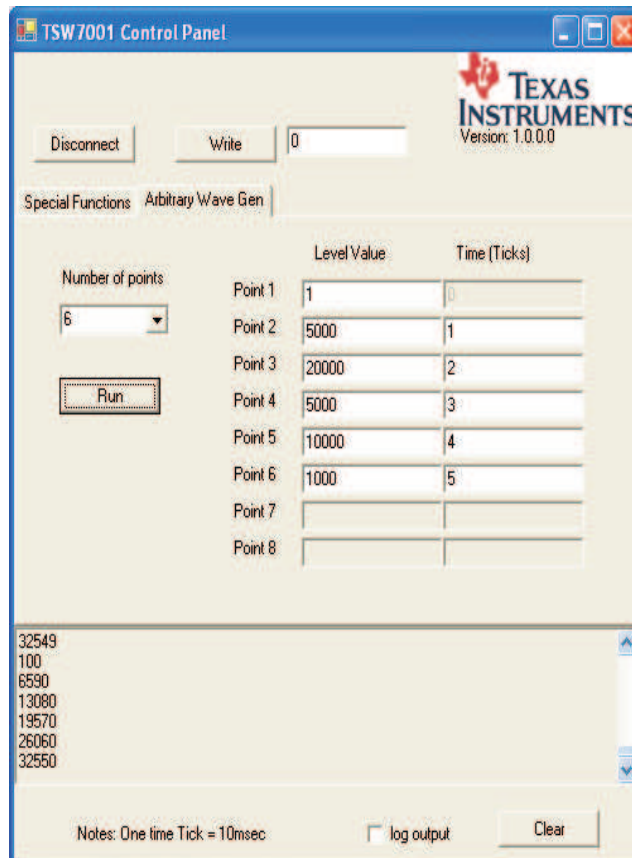 TSW7001 Control Panel
TEXAS
INSTRUMENTS
Disconnect Write 0 Version: 1.0.0.0
Special Functions Arbitrary Wave Gen
Level Value Time (Ticks)
Number of points
Point 1 1 0
6
Point 2 5000 1
Point 3 20000 2
Run
Point 4 5000 3
Point 5 10000 4
Point 6 1000 5
Point 7
Point 8
32549
100
6590
13080
19570
26060
32550
Notes: One time Tick = 10msec log output Clear